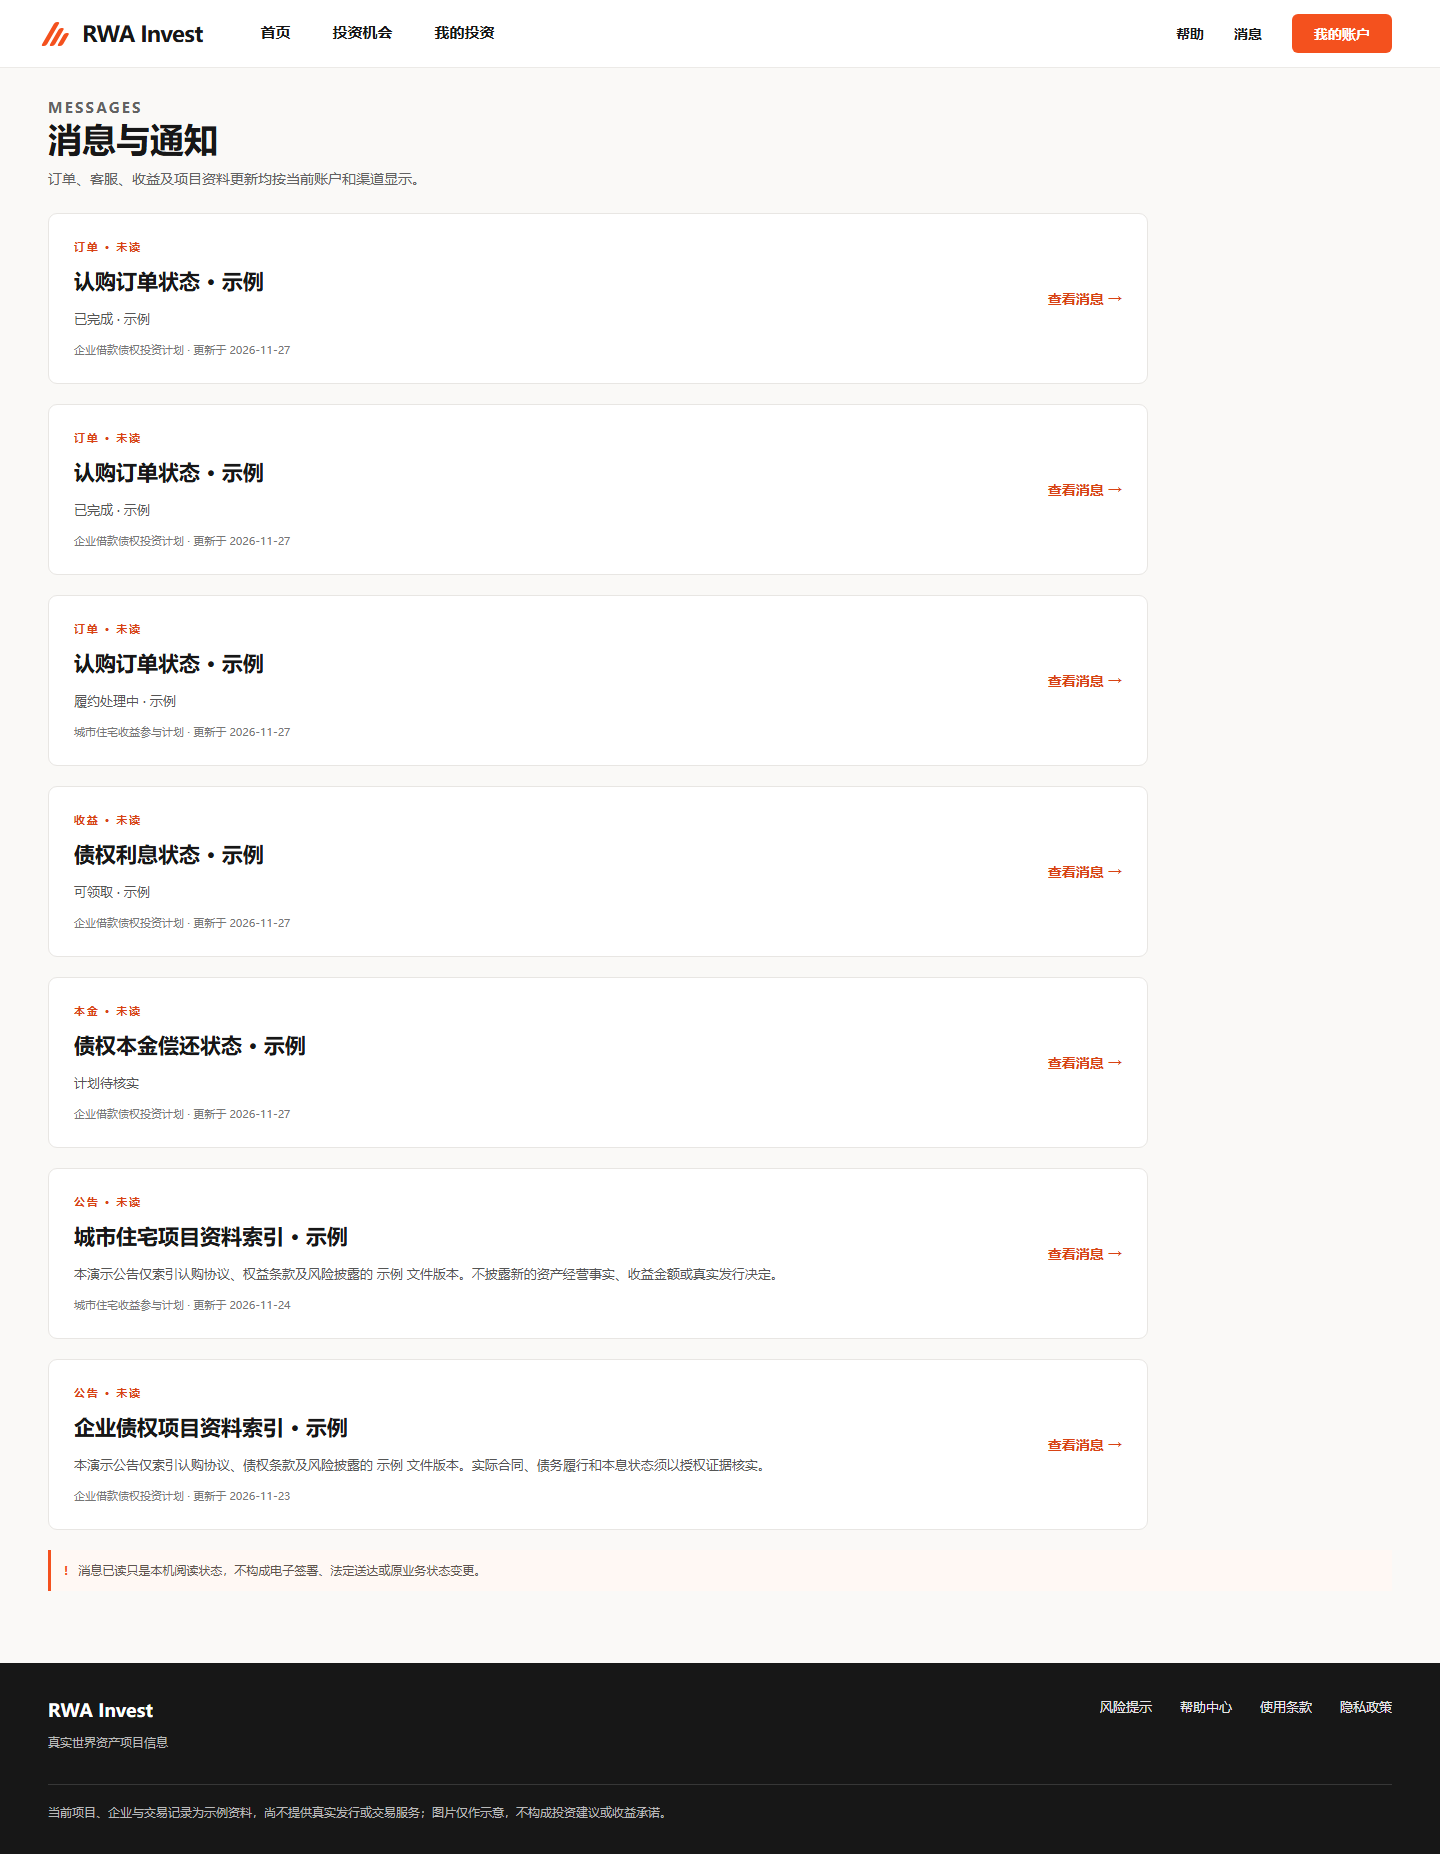 RWA Invest 首页 投资机会 我的投资 帮助 消息 我的账户
MESSAGES
消息与通知
订单、客服、收益及项目资料更新均按当前账户和渠道显示。
订单 • 未读
认购订单状态 • 示例
查看消息 →
已完成 · 示例
企业借款债权投资计划 · 更新于 2026-11-27
订单 • 未读
认购订单状态 • 示例
查看消息 →
已完成 · 示例
企业借款债权投资计划 · 更新于 2026-11-27
订单 • 未读
认购订单状态 • 示例
查看消息 →
履约处理中 · 示例
城市住宅收益参与计划 · 更新于 2026-11-27
收益 • 未读
债权利息状态 • 示例
查看消息 →
可领取 · 示例
企业借款债权投资计划 · 更新于 2026-11-27
本金 • 未读
债权本金偿还状态 • 示例
查看消息 →
计划待核实
企业借款债权投资计划 · 更新于 2026-11-27
公告 • 未读
城市住宅项目资料索引 • 示例
查看消息 →
本演示公告仅索引认购协议、权益条款及风险披露的 示例 文件版本。不披露新的资产经营事实、收益金额或真实发行决定。
城市住宅收益参与计划 · 更新于 2026-11-24
公告 • 未读
企业债权项目资料索引 • 示例
查看消息 →
本演示公告仅索引认购协议、债权条款及风险披露的 示例 文件版本。实际合同、债务履行和本息状态须以授权证据核实。
企业借款债权投资计划 · 更新于 2026-11-23
! 消息已读只是本机阅读状态，不构成电子签署、法定送达或原业务状态变更。
RWA Invest
风险提示 帮助中心 使用条款 隐私政策
真实世界资产项目信息
当前项目、企业与交易记录为示例资料，尚不提供真实发行或交易服务；图片仅作示意，不构成投资建议或收益承诺。